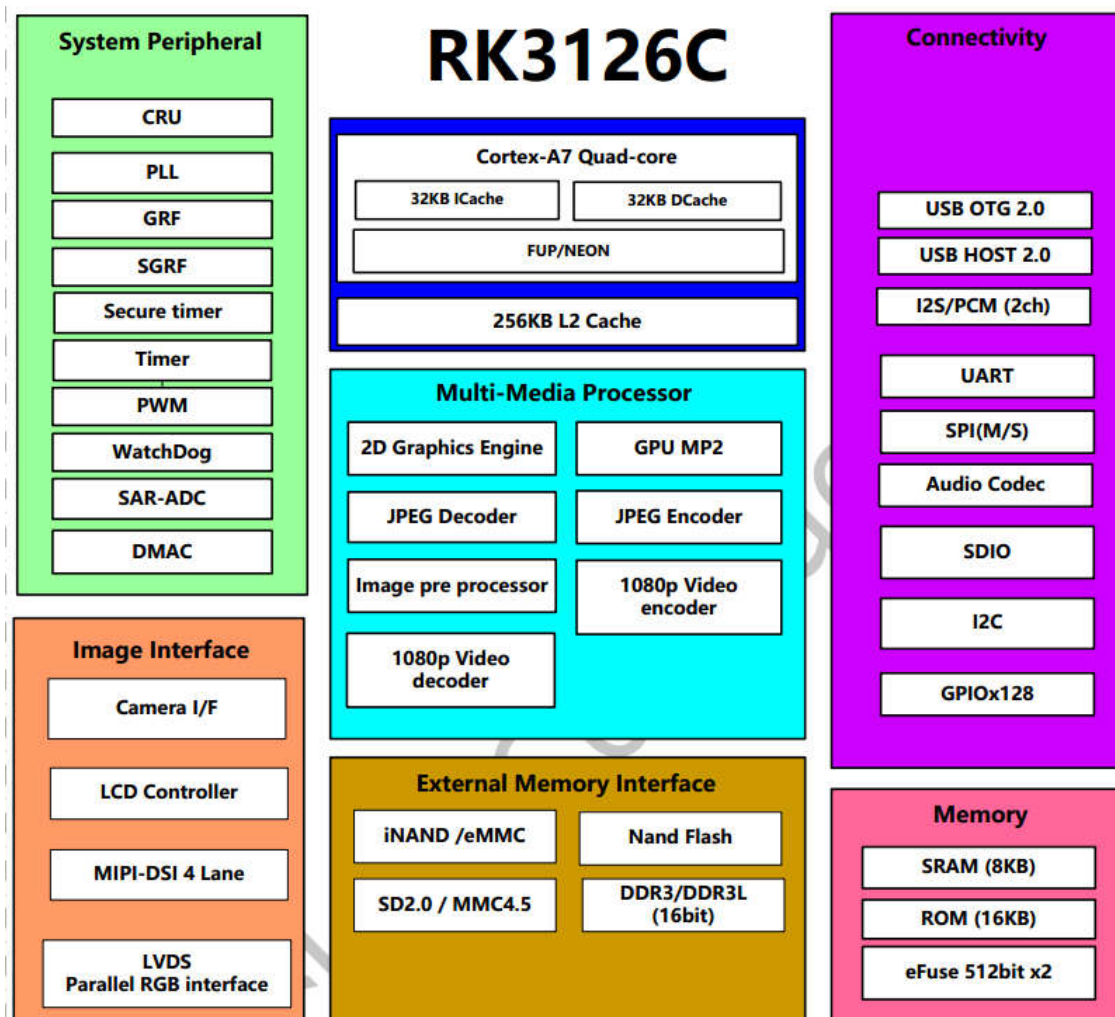 System Peripheral
CRU
PLL
GRF
SGRF
Secure timer
Timer
PWM
WatchDog
SAR-ADC
DMAC
Image Interface
Camera I/F
LCD Controller
MIPI-DSI 4 Lane
LVDS
Parallel RGB interface
RK3126C
Cortex-A7 Quad-core
32KB ICache
32KB DCache
FUP/NEON
256KB L2 Cache
Multi-Media Processor
2D Graphics Engine
GPU MP2
JPEG Decoder
JPEG Encoder
Image pre processor
1080p Video
encoder
1080p Video
decoder
External Memory Interface
iNAND /eMMC
Nand Flash
SD2.0 / MMC4.5
DDR3/DDR3L
(16bit)
Connectivity
USB OTG 2.0
USB HOST 2.0
I2S/PCM (2ch)
UART
SPI(M/S)
Audio Codec
SDIO
I2C
GPIOx128
Memory
SRAM (8KB)
ROM (16KB)
eFuse 512bit x2